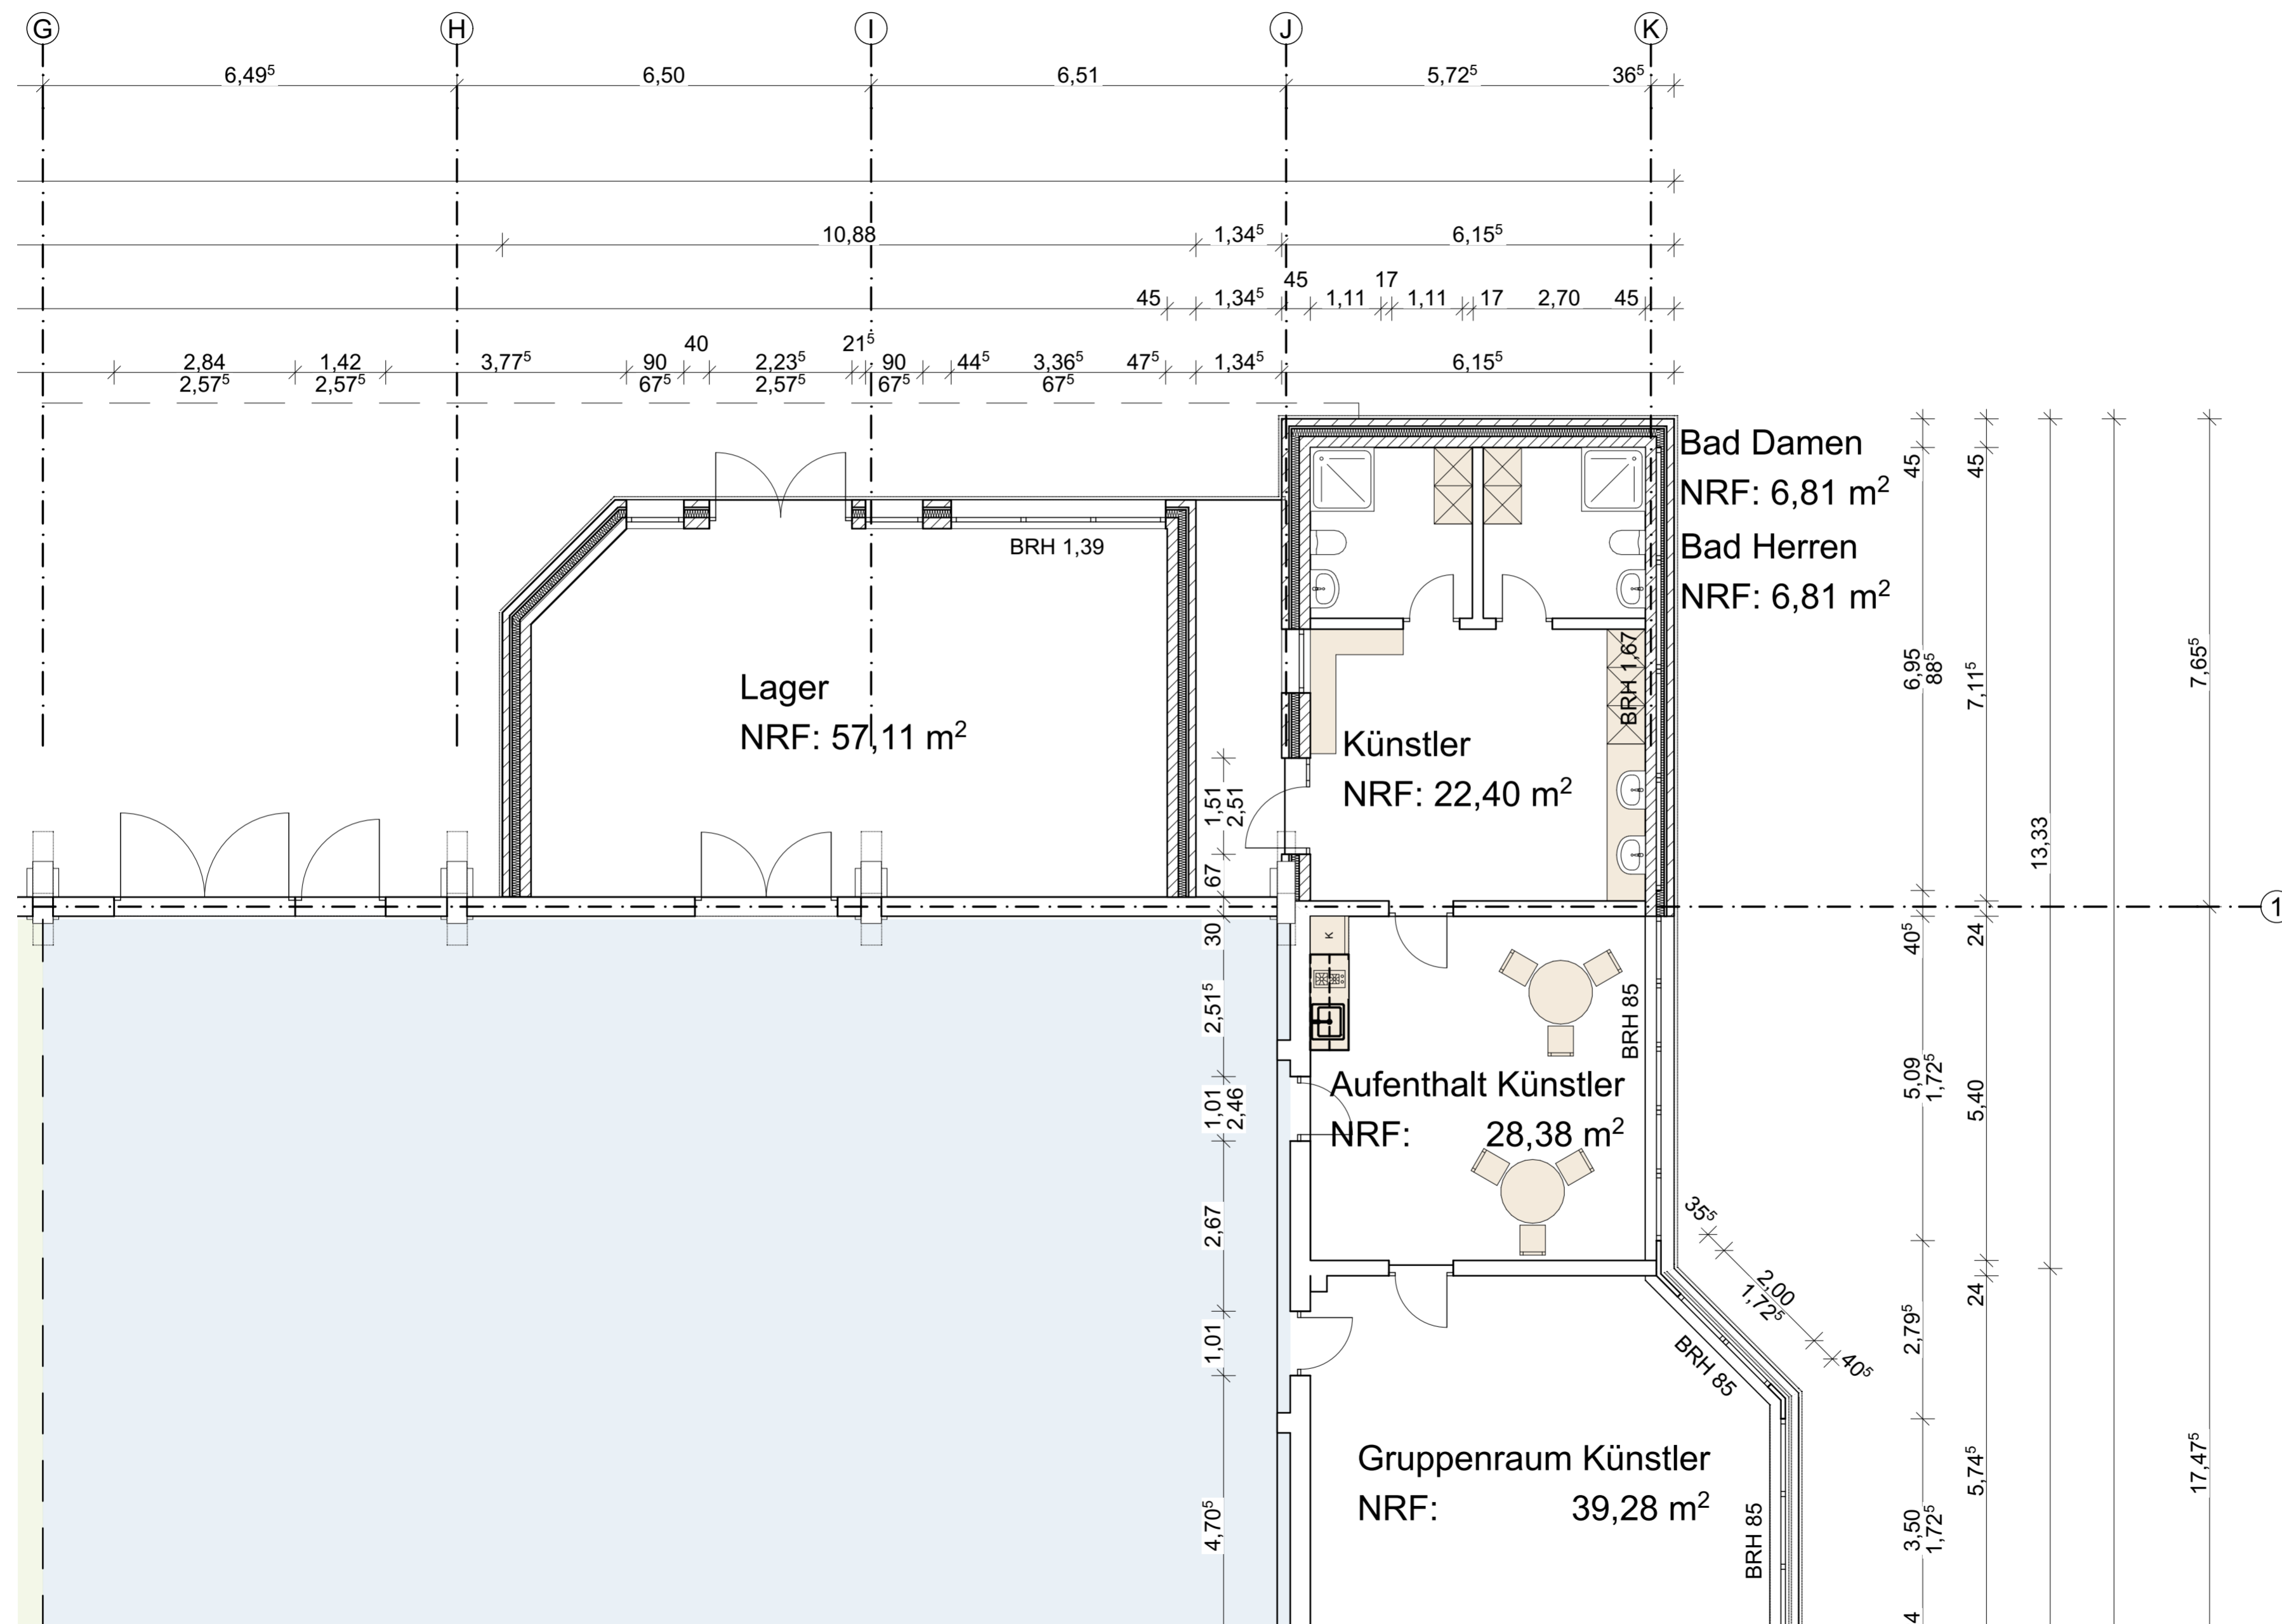 G H I J K
6,49⁵ 6,50 6,51 5,72⁵ 36⁵
10,88 1,34⁵ 6,15⁵
45 17
45 1,34⁵ 1,11 1,11 17 2,70 45
40 21⁵
2,84 1,42 3,77⁵ 90 2,23⁵ 90 44⁵ 3,36⁵ 47⁵ 1,34⁵ 6,15⁵
2,57⁵ 2,57⁵ 67⁵ 2,57⁵ 67⁵ 67⁵
Bad Damen
NRF: 6,81 m²
Bad Herren
NRF: 6,81 m²
BRH 1,39
Lager
NRF: 57,11 m²
BRH 1,67
Künstler
NRF: 22,40 m²
1,51
2,51
67
30
2,51⁵
1,01
2,46
2,67
1,01
4,70⁵
K
BRH 85
Aufenthalt Künstler
NRF: 28,38 m²
35⁵
2,00
1,72⁵
40⁵
BRH 85
Gruppenraum Künstler
NRF: 39,28 m²
BRH 85
45
6,95
88⁵
40⁵
5,09
1,72⁵
2,79⁵
3,50
1,72⁵
4
45
7,11⁵
24
5,40
24
5,74⁵
13,33
7,65⁵
17,47⁵
1